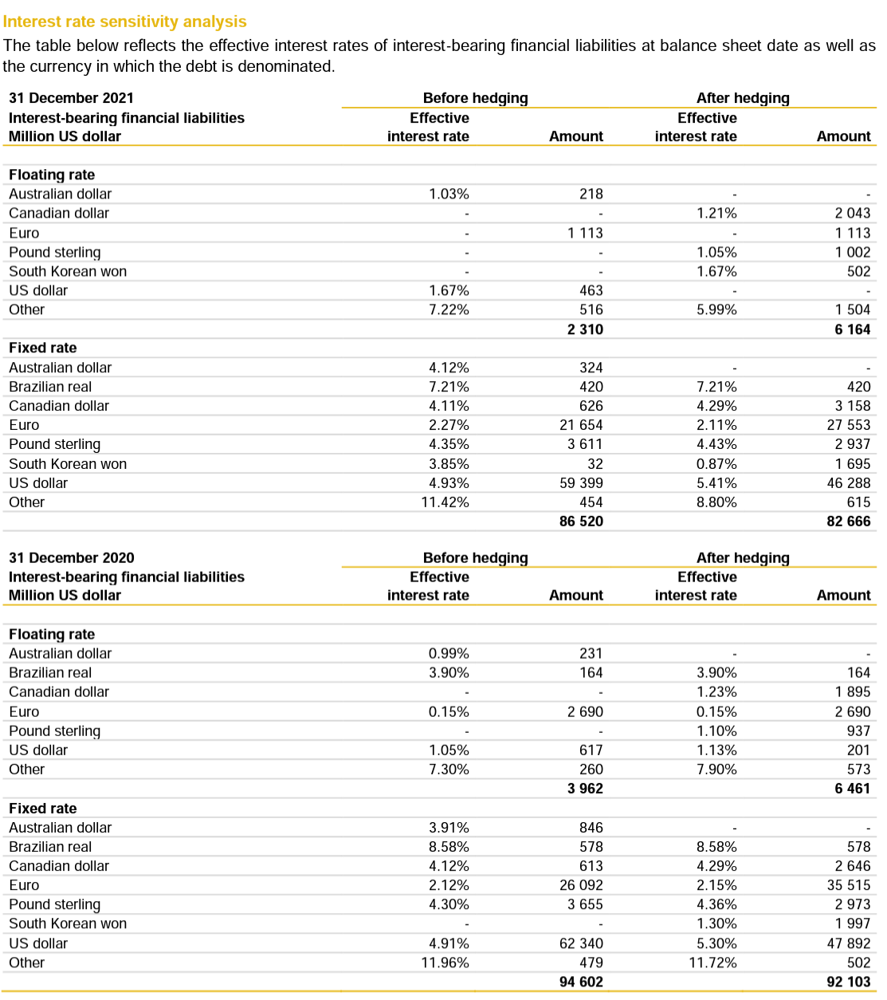 Interest rate sensitivity analysis
The table below reflects the effective interest rates of interest-bearing financial liabilities at balance sheet date as well as
the currency in which the debt is denominated.
31 December 2021 Before hedging After hedging
Interest-bearing financial liabilities Effective Effective
Million US dollar interest rate Amount interest rate Amount
Floating rate
Australian dollar 1.03% 218 - -
Canadian dollar - - 1.21% 2 043
Euro - 1 113 - 1 113
Pound sterling - - 1.05% 1 002
South Korean won - - 1.67% 502
US dollar 1.67% 463 - -
Other 7.22% 516 5.99% 1 504
2 310 6 164
Fixed rate
Australian dollar 4.12% 324 - -
Brazilian real 7.21% 420 7.21% 420
Canadian dollar 4.11% 626 4.29% 3 158
Euro 2.27% 21 654 2.11% 27 553
Pound sterling 4.35% 3 611 4.43% 2 937
South Korean won 3.85% 32 0.87% 1 695
US dollar 4.93% 59 399 5.41% 46 288
Other 11.42% 454 8.80% 615
86 520 82 666
31 December 2020 Before hedging After hedging
Interest-bearing financial liabilities Effective Effective
Million US dollar interest rate Amount interest rate Amount
Floating rate
Australian dollar 0.99% 231 - -
Brazilian real 3.90% 164 3.90% 164
Canadian dollar - - 1.23% 1 895
Euro 0.15% 2 690 0.15% 2 690
Pound sterling - - 1.10% 937
US dollar 1.05% 617 1.13% 201
Other 7.30% 260 7.90% 573
3 962 6 461
Fixed rate
Australian dollar 3.91% 846 - -
Brazilian real 8.58% 578 8.58% 578
Canadian dollar 4.12% 613 4.29% 2 646
Euro 2.12% 26 092 2.15% 35 515
Pound sterling 4.30% 3 655 4.36% 2 973
South Korean won - - 1.30% 1 997
US dollar 4.91% 62 340 5.30% 47 892
Other 11.96% 479 11.72% 502
94 602 92 103